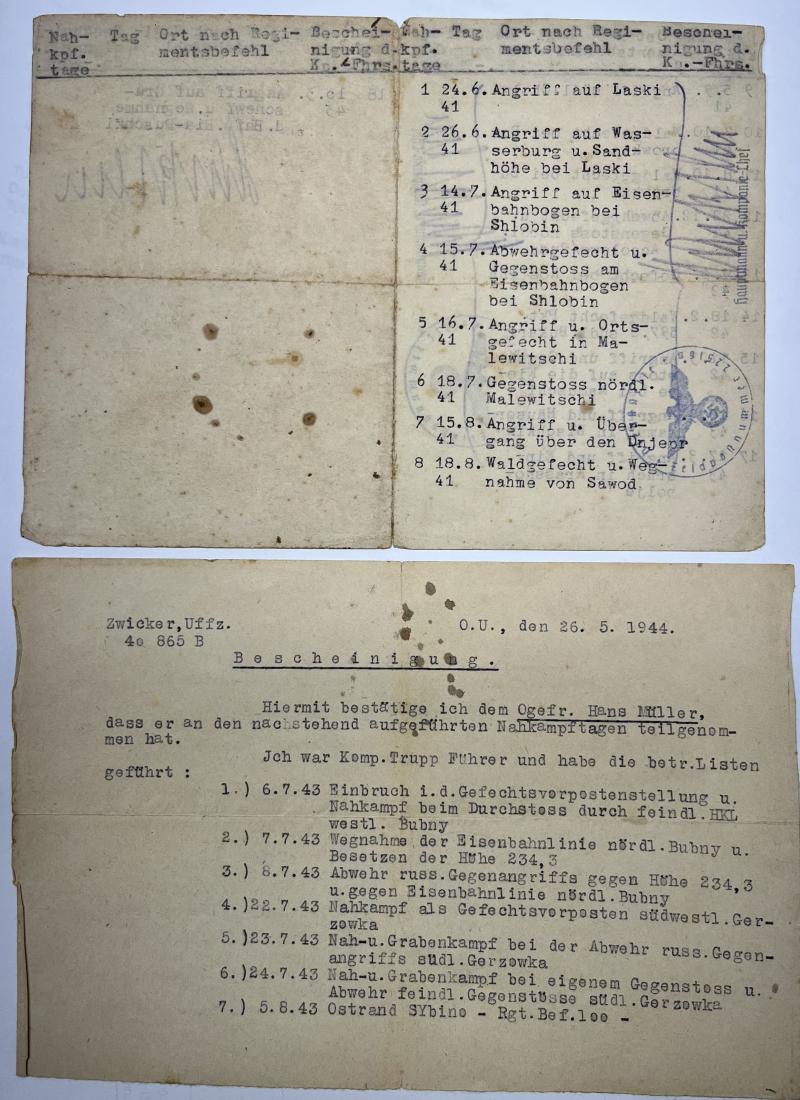 Nah- Tag Ort nach Regi- Beschei-
kpf. mentsbefehl nigung d.
tage Kp.-Fhrs.
Nah- Tag Ort nach Regi- Beschei-
kpf. mentsbefehl nigung d.
tage Kp.-Fhrs.
1 24.6. Angriff auf Laski
41
2 26.6. Angriff auf Was-
41 serburg u. Sand-
höhe bei Laski
3 14.7. Angriff auf Eisen-
41 bahnbogen bei
Shlobin
4 15.7. Abwehrgefecht u.
41 Gegenstoss am
Eisenbahnbogen
bei Shlobin
5 16.7. Angriff u. Orts-
41 gefecht in Ma-
lewitschi
6 18.7. Gegenstoss nördl.
41 Malewitschi
7 15.8. Angriff u. Über-
41 gang über den Dnjepr
8 18.8. Waldgefecht u. Weg-
41 nahme von Sawod
Hauptmann u. Kompanie-Chef
Zwicker,Uffz.
4o 865 B
O.U., den 26. 5. 1944.
B e s c h e i n i g u n g .
Hiermit bestätige ich dem Ogefr. Hans Müller,
dass er an den nachstehend aufgeführten Nahkampftagen teilgenom-
men hat.
Jch war Komp.Trupp Führer und habe die betr.Listen
geführt :
1.) 6.7.43 Einbruch i.d.Gefechtsvorpostenstellung u.
Nahkampf beim Durchstoss durch feindl.HKL
westl. Bubny
2.) 7.7.43 Wegnahme der Eisenbahnlinie nördl.Bubny u.
Besetzen der Höhe 234,3
3.) 8.7.43 Abwehr russ.Gegenangriffs gegen Höhe 234,3
u.gegen Eisenbahnlinie nördl.Bubny
4.)22.7.43 Nahkampf als Gefechtsvorposten südwestl.Ger-
zowka
5.)23.7.43 Nah-u.Grabenkampf bei der Abwehr russ.Gegen-
angriffs südl.Gerzowka
6.)24.7.43 Nah-u.Grabenkampf bei eigenem Gegenstoss u.
Abwehr feindl.Gegenstösse südl.Gerzowka
7.) 5.8.43 Ostrand SYbino - Rgt.Bef.loo -